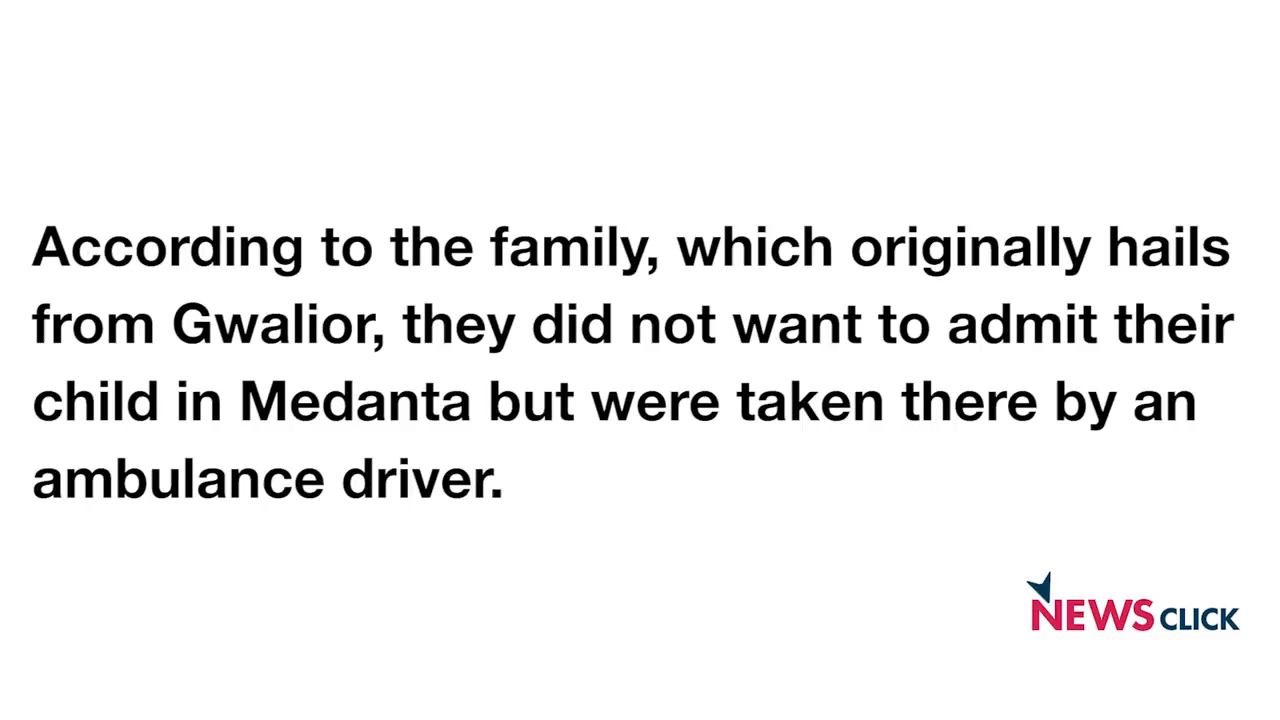 According to the family, which originally hails
from Gwalior, they did not want to admit their
child in Medanta but were taken there by an
ambulance driver.
NEWS CLICK